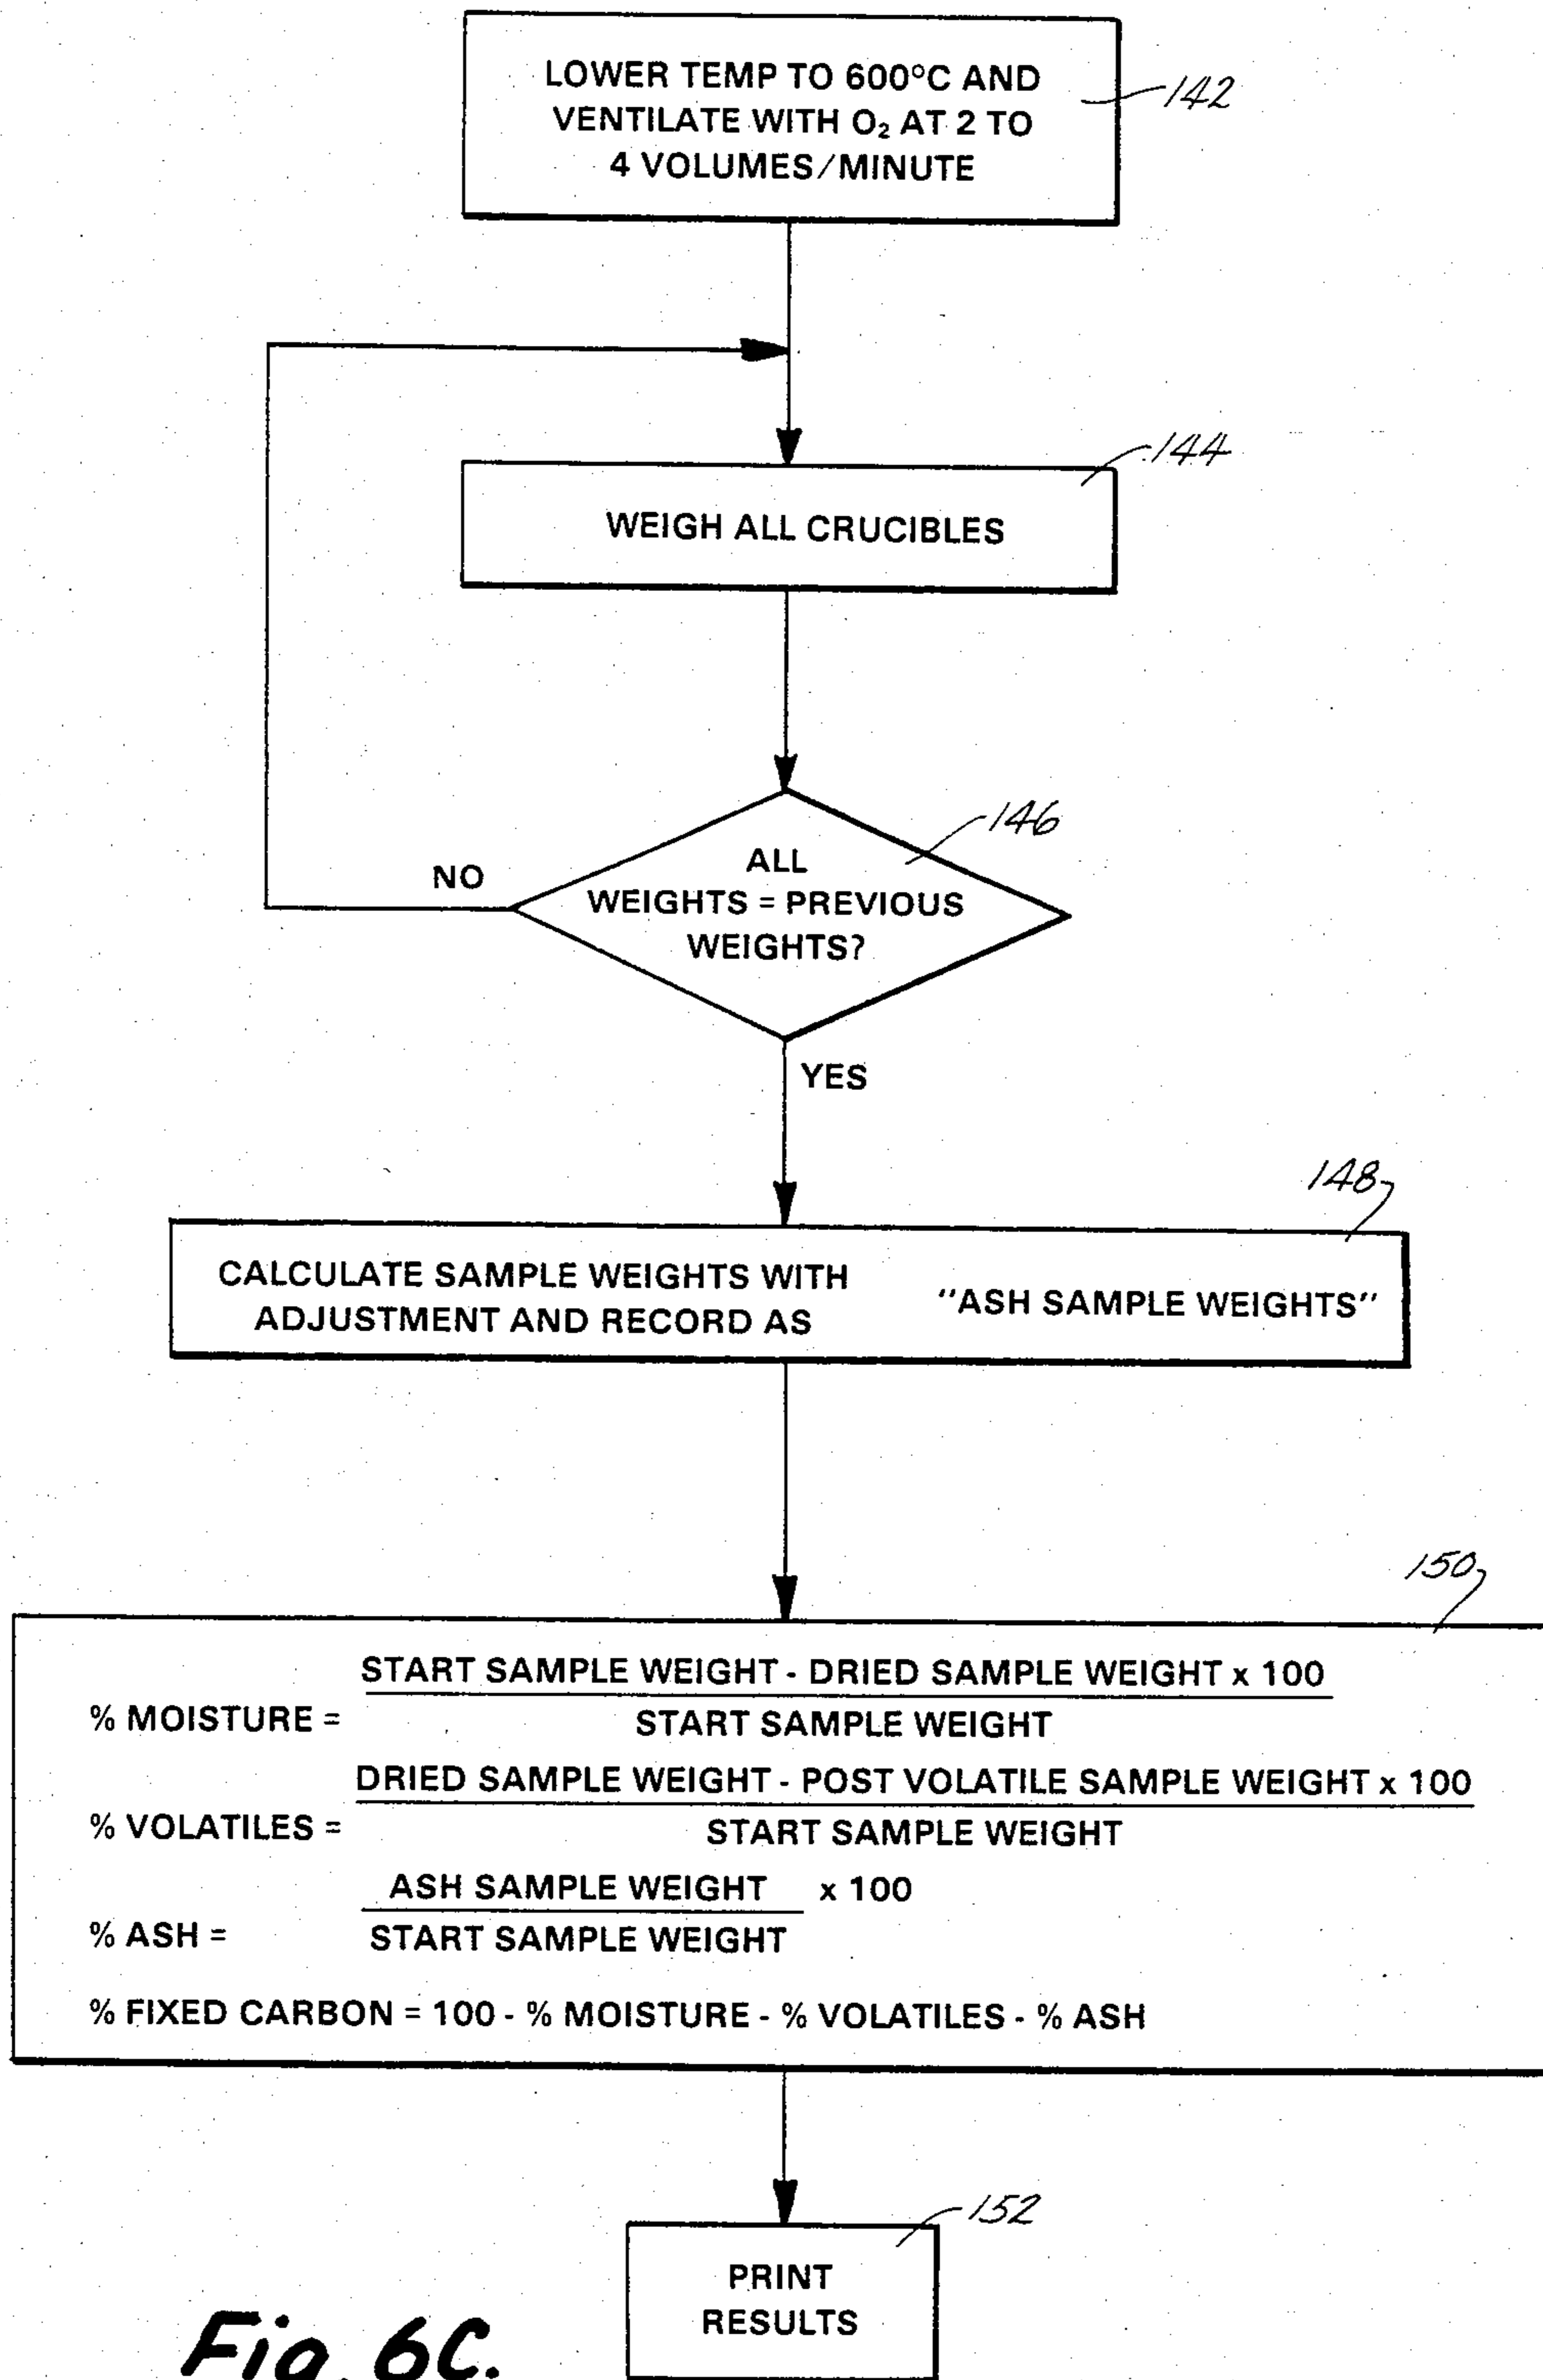 LOWER TEMP TO 600°C AND
VENTILATE WITH O₂ AT 2 TO
4 VOLUMES/MINUTE
142
144
WEIGH ALL CRUCIBLES
146
ALL
WEIGHTS = PREVIOUS
WEIGHTS?
NO
YES
148
CALCULATE SAMPLE WEIGHTS WITH
ADJUSTMENT AND RECORD AS
"ASH SAMPLE WEIGHTS"
150
START SAMPLE WEIGHT - DRIED SAMPLE WEIGHT x 100
% MOISTURE =
START SAMPLE WEIGHT
DRIED SAMPLE WEIGHT - POST VOLATILE SAMPLE WEIGHT x 100
% VOLATILES =
START SAMPLE WEIGHT
ASH SAMPLE WEIGHT x 100
% ASH =
START SAMPLE WEIGHT
% FIXED CARBON = 100 - % MOISTURE - % VOLATILES - % ASH
152
PRINT
RESULTS
Fig. 6C.